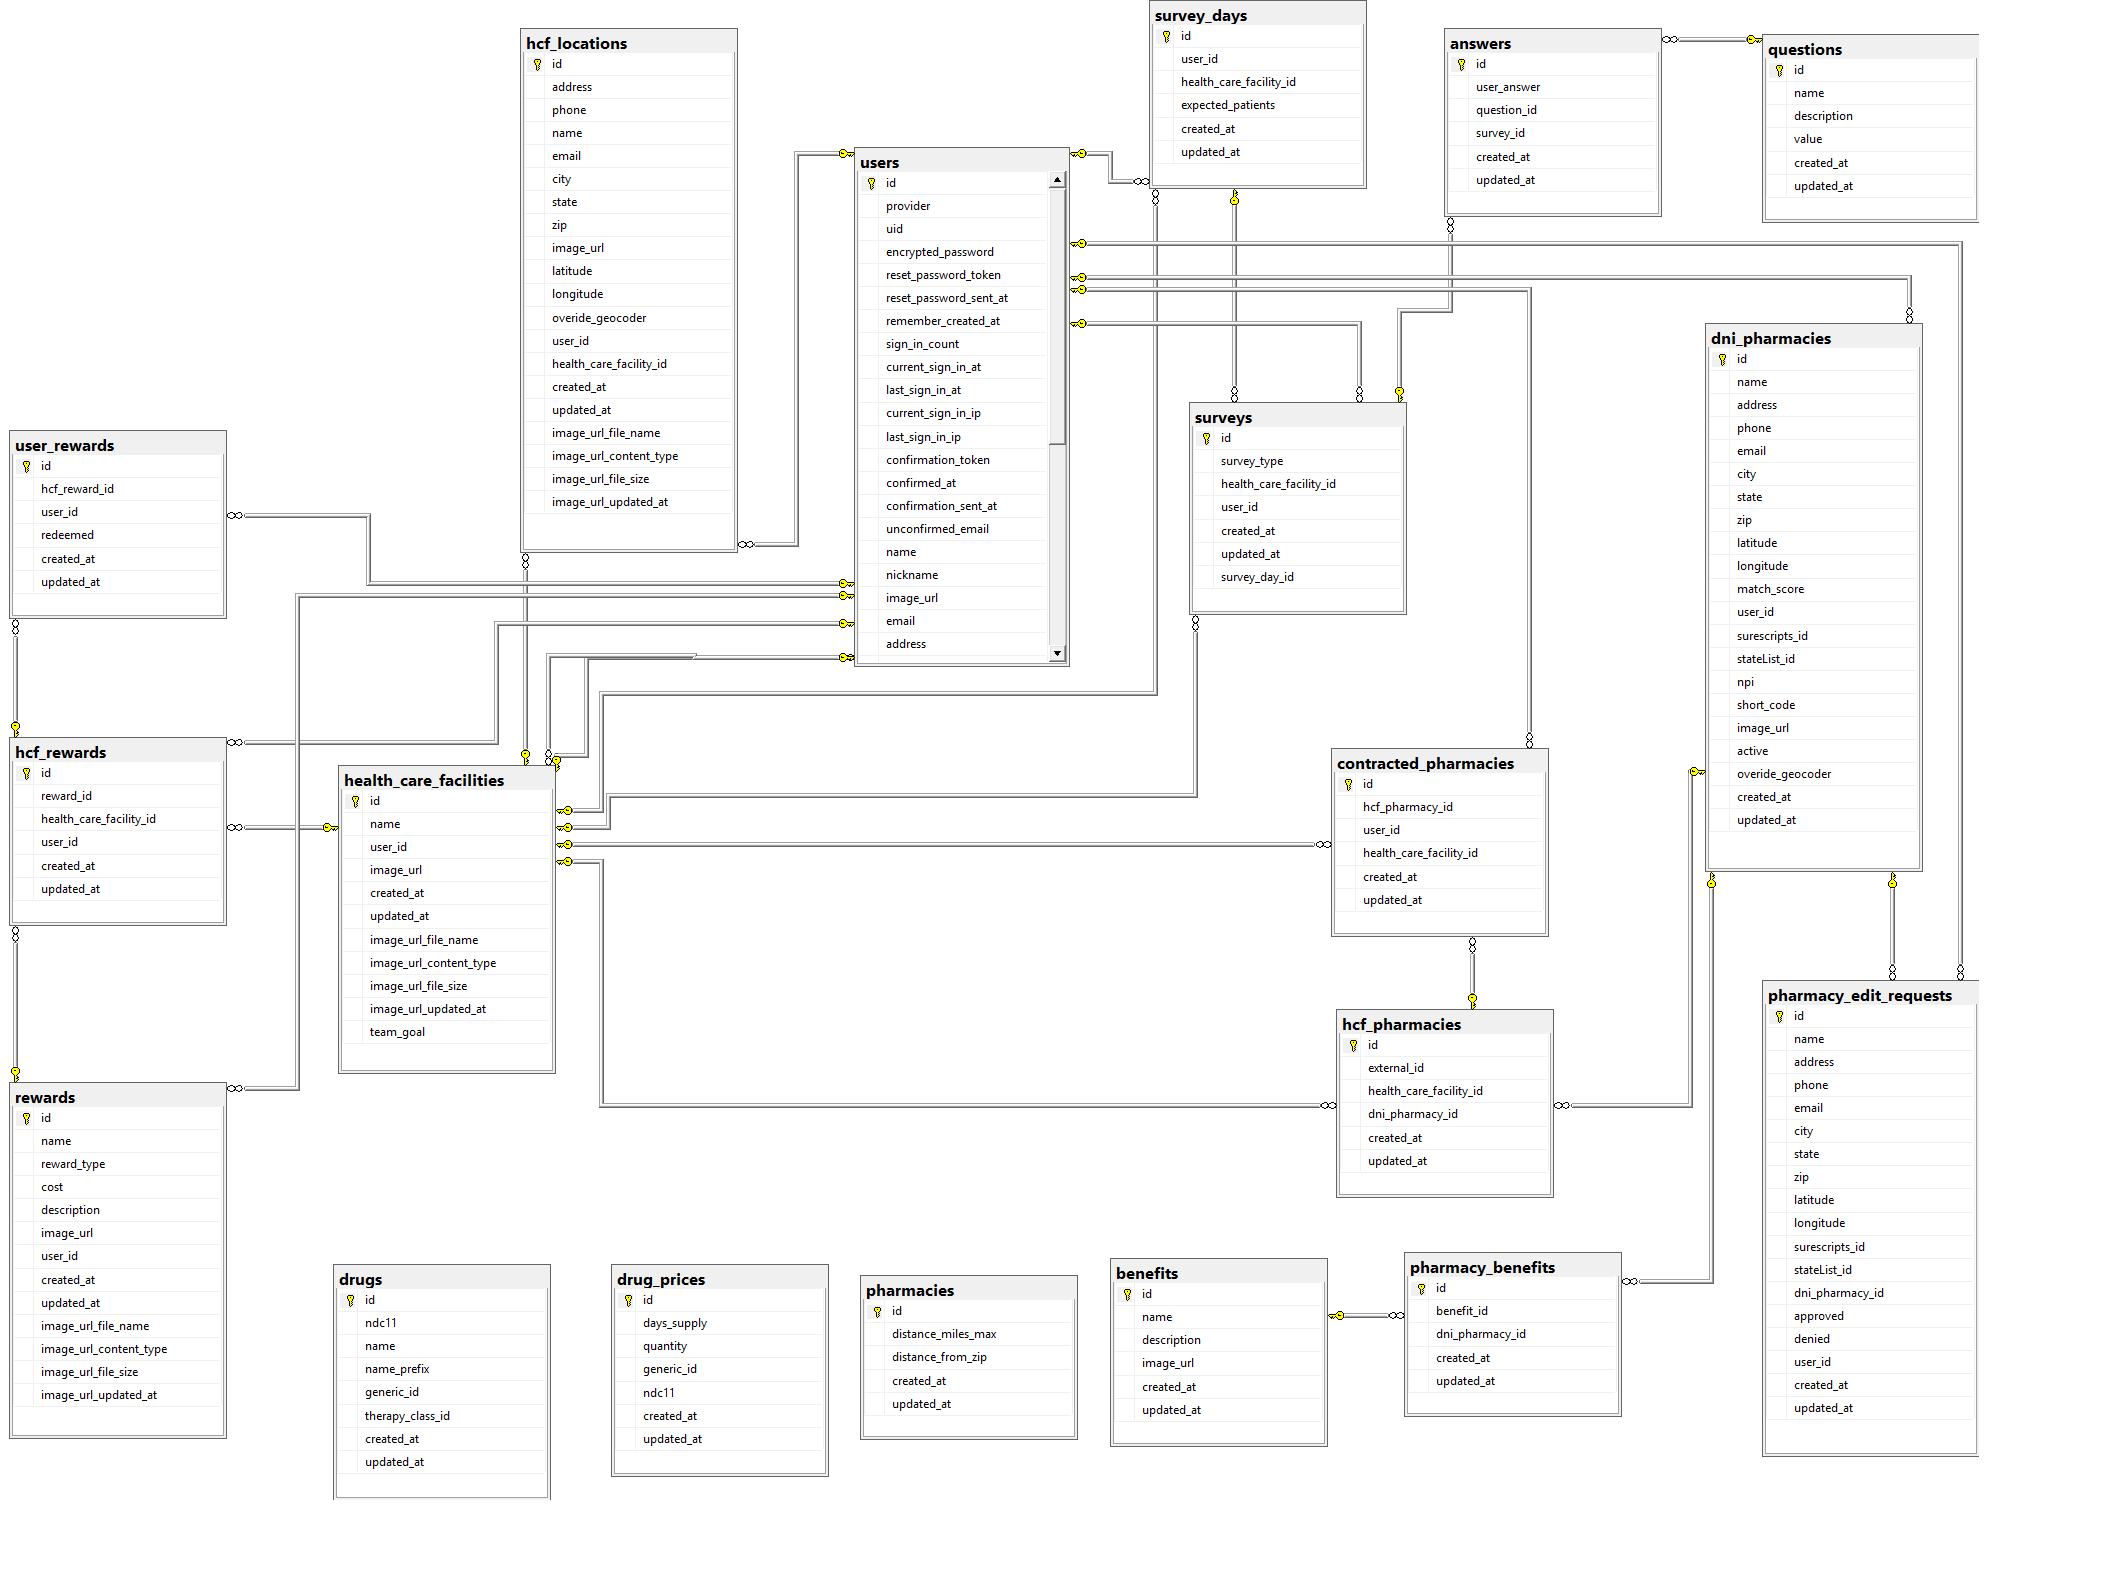 survey_days
id
user_id
health_care_facility_id
expected_patients
created_at
updated_at
hcf_locations
id
address
phone
name
email
city
state
zip
image_url
latitude
longitude
overide_geocoder
user_id
health_care_facility_id
created_at
updated_at
image_url_file_name
image_url_content_type
image_url_file_size
image_url_updated_at
answers
id
user_answer
question_id
survey_id
created_at
updated_at
questions
id
name
description
value
created_at
updated_at
users
id
provider
uid
encrypted_password
reset_password_token
reset_password_sent_at
remember_created_at
sign_in_count
current_sign_in_at
last_sign_in_at
current_sign_in_ip
last_sign_in_ip
confirmation_token
confirmed_at
confirmation_sent_at
unconfirmed_email
name
nickname
image_url
email
address
dni_pharmacies
id
name
address
phone
email
city
state
zip
latitude
longitude
match_score
user_id
surescripts_id
stateList_id
npi
short_code
image_url
active
overide_geocoder
created_at
updated_at
surveys
id
survey_type
health_care_facility_id
user_id
created_at
updated_at
survey_day_id
user_rewards
id
hcf_reward_id
user_id
redeemed
created_at
updated_at
hcf_rewards
id
reward_id
health_care_facility_id
user_id
created_at
updated_at
health_care_facilities
id
name
user_id
image_url
created_at
updated_at
image_url_file_name
image_url_content_type
image_url_file_size
image_url_updated_at
team_goal
contracted_pharmacies
id
hcf_pharmacy_id
user_id
health_care_facility_id
created_at
updated_at
pharmacy_edit_requests
id
name
address
phone
email
city
state
zip
latitude
longitude
surescripts_id
stateList_id
dni_pharmacy_id
approved
denied
user_id
created_at
updated_at
hcf_pharmacies
id
external_id
health_care_facility_id
dni_pharmacy_id
created_at
updated_at
rewards
id
name
reward_type
cost
description
image_url
user_id
created_at
updated_at
image_url_file_name
image_url_content_type
image_url_file_size
image_url_updated_at
drugs
id
ndc11
name
name_prefix
generic_id
therapy_class_id
created_at
updated_at
drug_prices
id
days_supply
quantity
generic_id
ndc11
created_at
updated_at
pharmacies
id
distance_miles_max
distance_from_zip
created_at
updated_at
benefits
id
name
description
image_url
created_at
updated_at
pharmacy_benefits
id
benefit_id
dni_pharmacy_id
created_at
updated_at